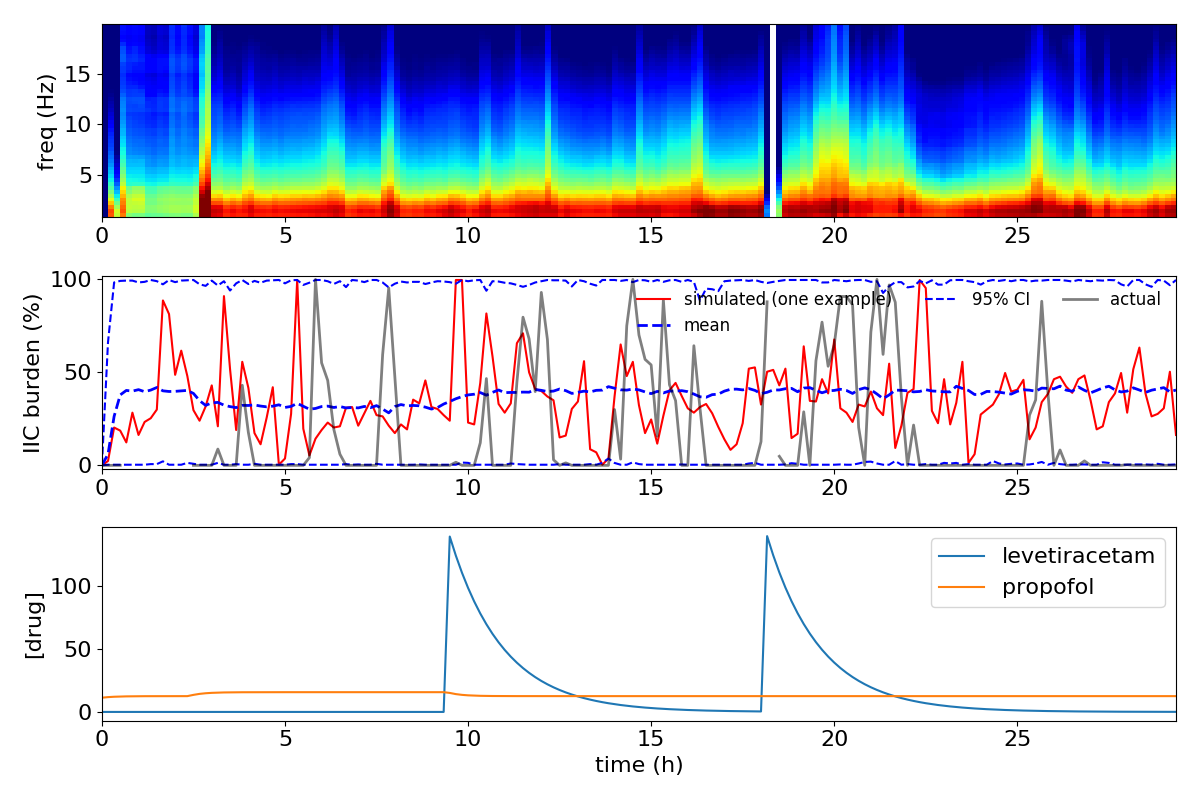 freq (Hz)
15
10
5
0 5 10 15 20 25
IIC burden (%)
100
50
0
simulated (one example) 95% CI actual
mean
0 5 10 15 20 25
[drug]
100
50
0
levetiracetam
propofol
0 5 10 15 20 25
time (h)